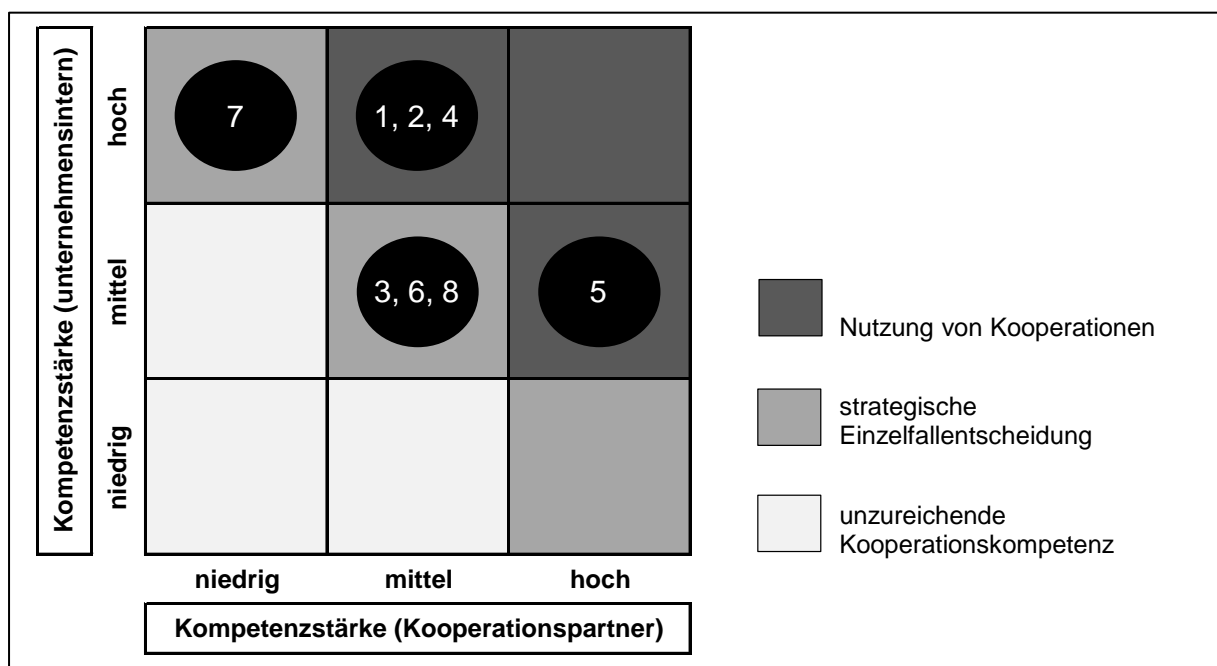 Kompetenzstärke (unternehmensintern)
hoch
7
1, 2, 4
mittel
3, 6, 8
5
niedrig
niedrig
mittel
hoch
Kompetenzstärke (Kooperationspartner)
Nutzung von Kooperationen
strategische
Einzelfallentscheidung
unzureichende
Kooperationskompetenz